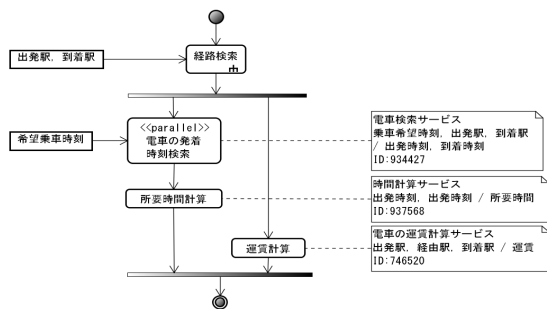 出発駅, 到着駅
経路検索
希望乗車時刻
<<parallel>>
電車の発着
時刻検索
電車検索サービス
乗車希望時刻, 出発駅, 到着駅
/ 出発時刻, 到着時刻
ID:934427
所要時間計算
時間計算サービス
出発時刻, 出発時刻 / 所要時間
ID:937568
運賃計算
電車の運賃計算サービス
出発駅, 経由駅, 到着駅 / 運賃
ID:746520